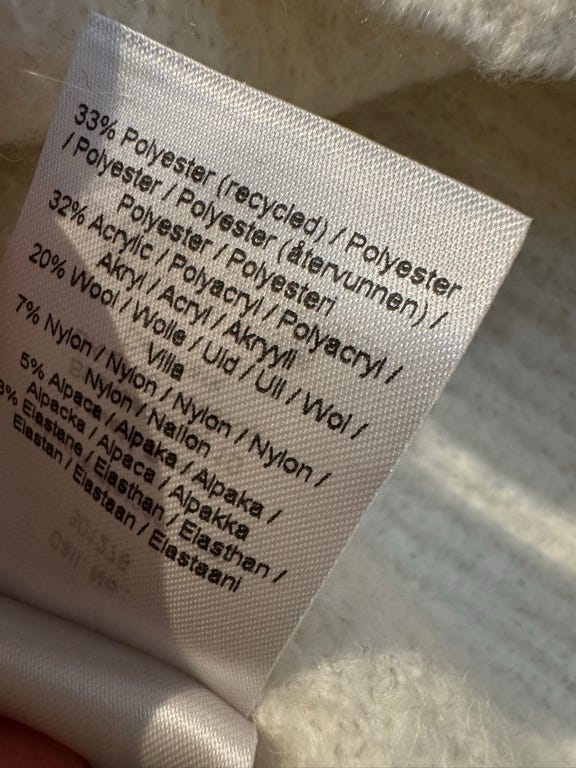 33% Polyester (recycled) / Polyester
/ Polyester / Polyester (återvunnen) /
Polyester / Polyesteri
32% Acrylic / Polyacryl / Polyacryl /
Akryl / Acryl / Akryyli
20% Wool / Wolle / Uld / Ull / Wol /
Villa
7% Nylon / Nylon / Nylon / Nylon /
Nylon / Nailon
5% Alpaca / Alpaka / Alpaka /
Alpacka / Alpaca / Alpakka
3% Elastane / Elasthan / Elasthan /
Elastan / Elastaan / Elastaani